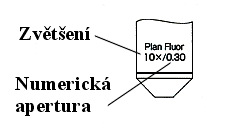 Zvětšení
Plan Fluor
10×/0.30
Numerická
apertura